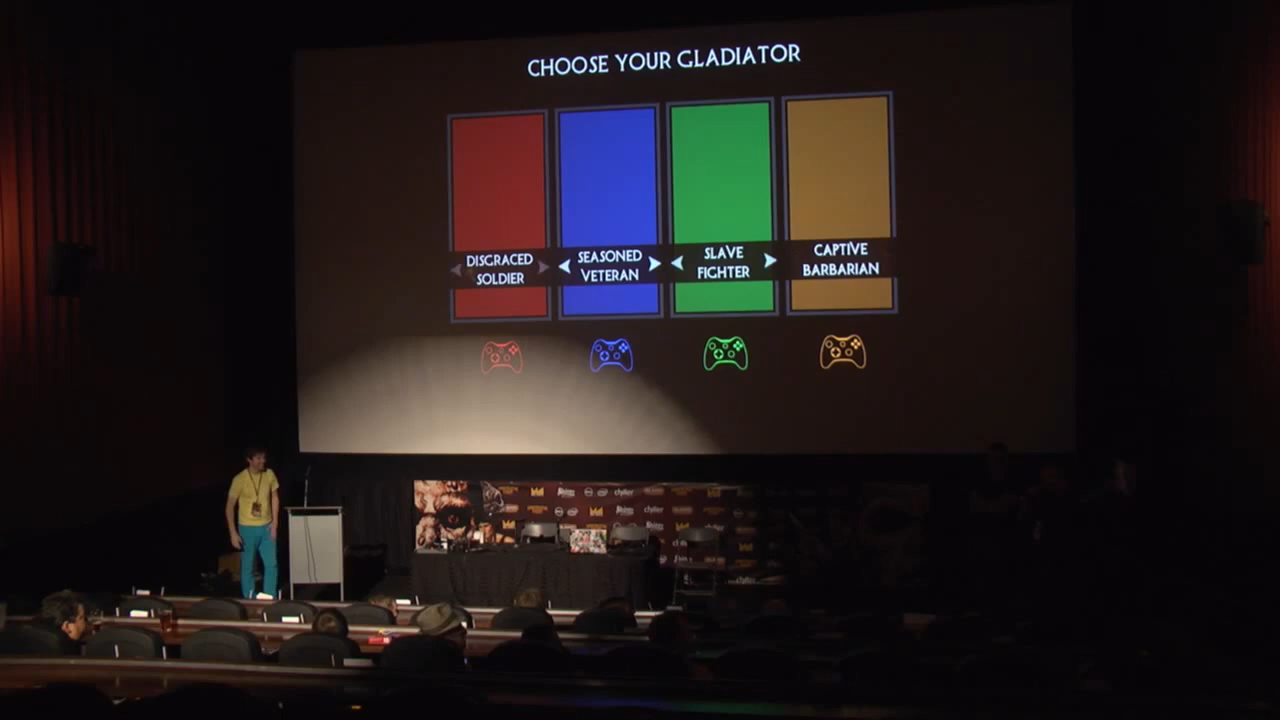 CHOOSE YOUR GLADIATOR
DISGRACED
SOLDIER
SEASONED
VETERAN
SLAVE
FIGHTER
CAPTIVE
BARBARIAN